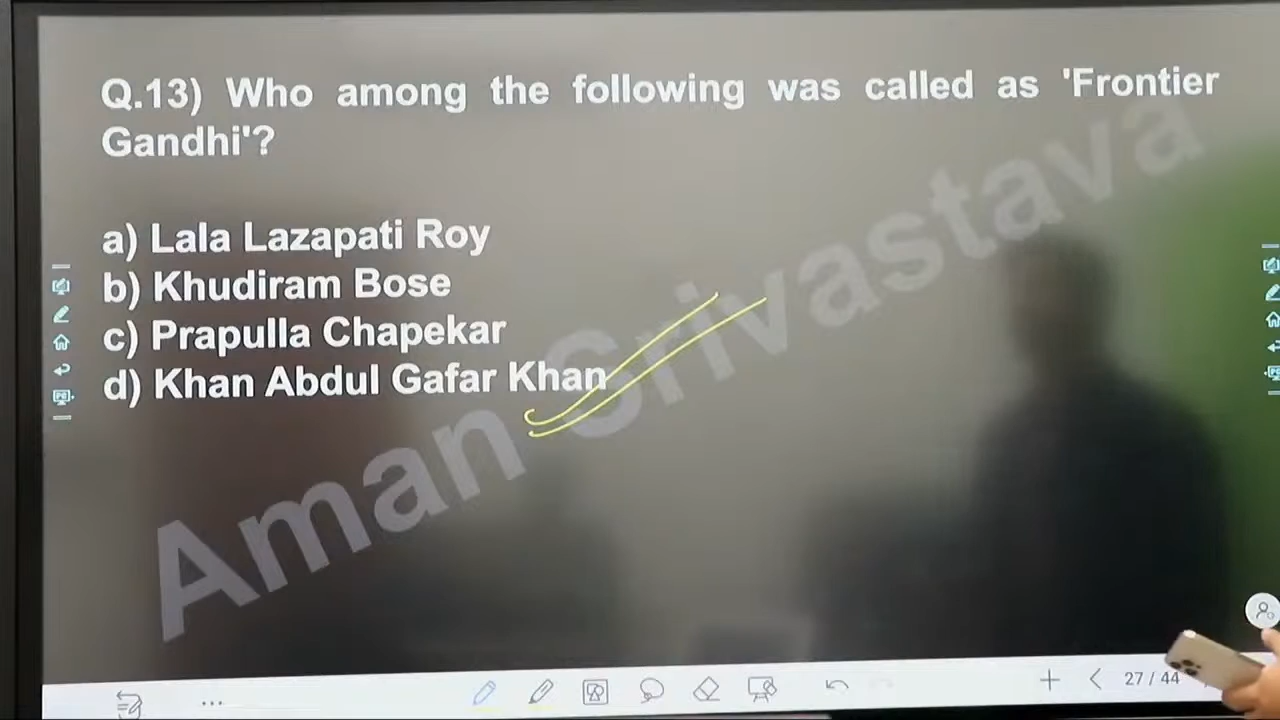 Q.13) Who among the following was called as 'Frontier
Gandhi'?
a) Lala Lazapati Roy
b) Khudiram Bose
c) Prapulla Chapekar
d) Khan Abdul Gafar Khan
Aman Srivastava
27 / 44